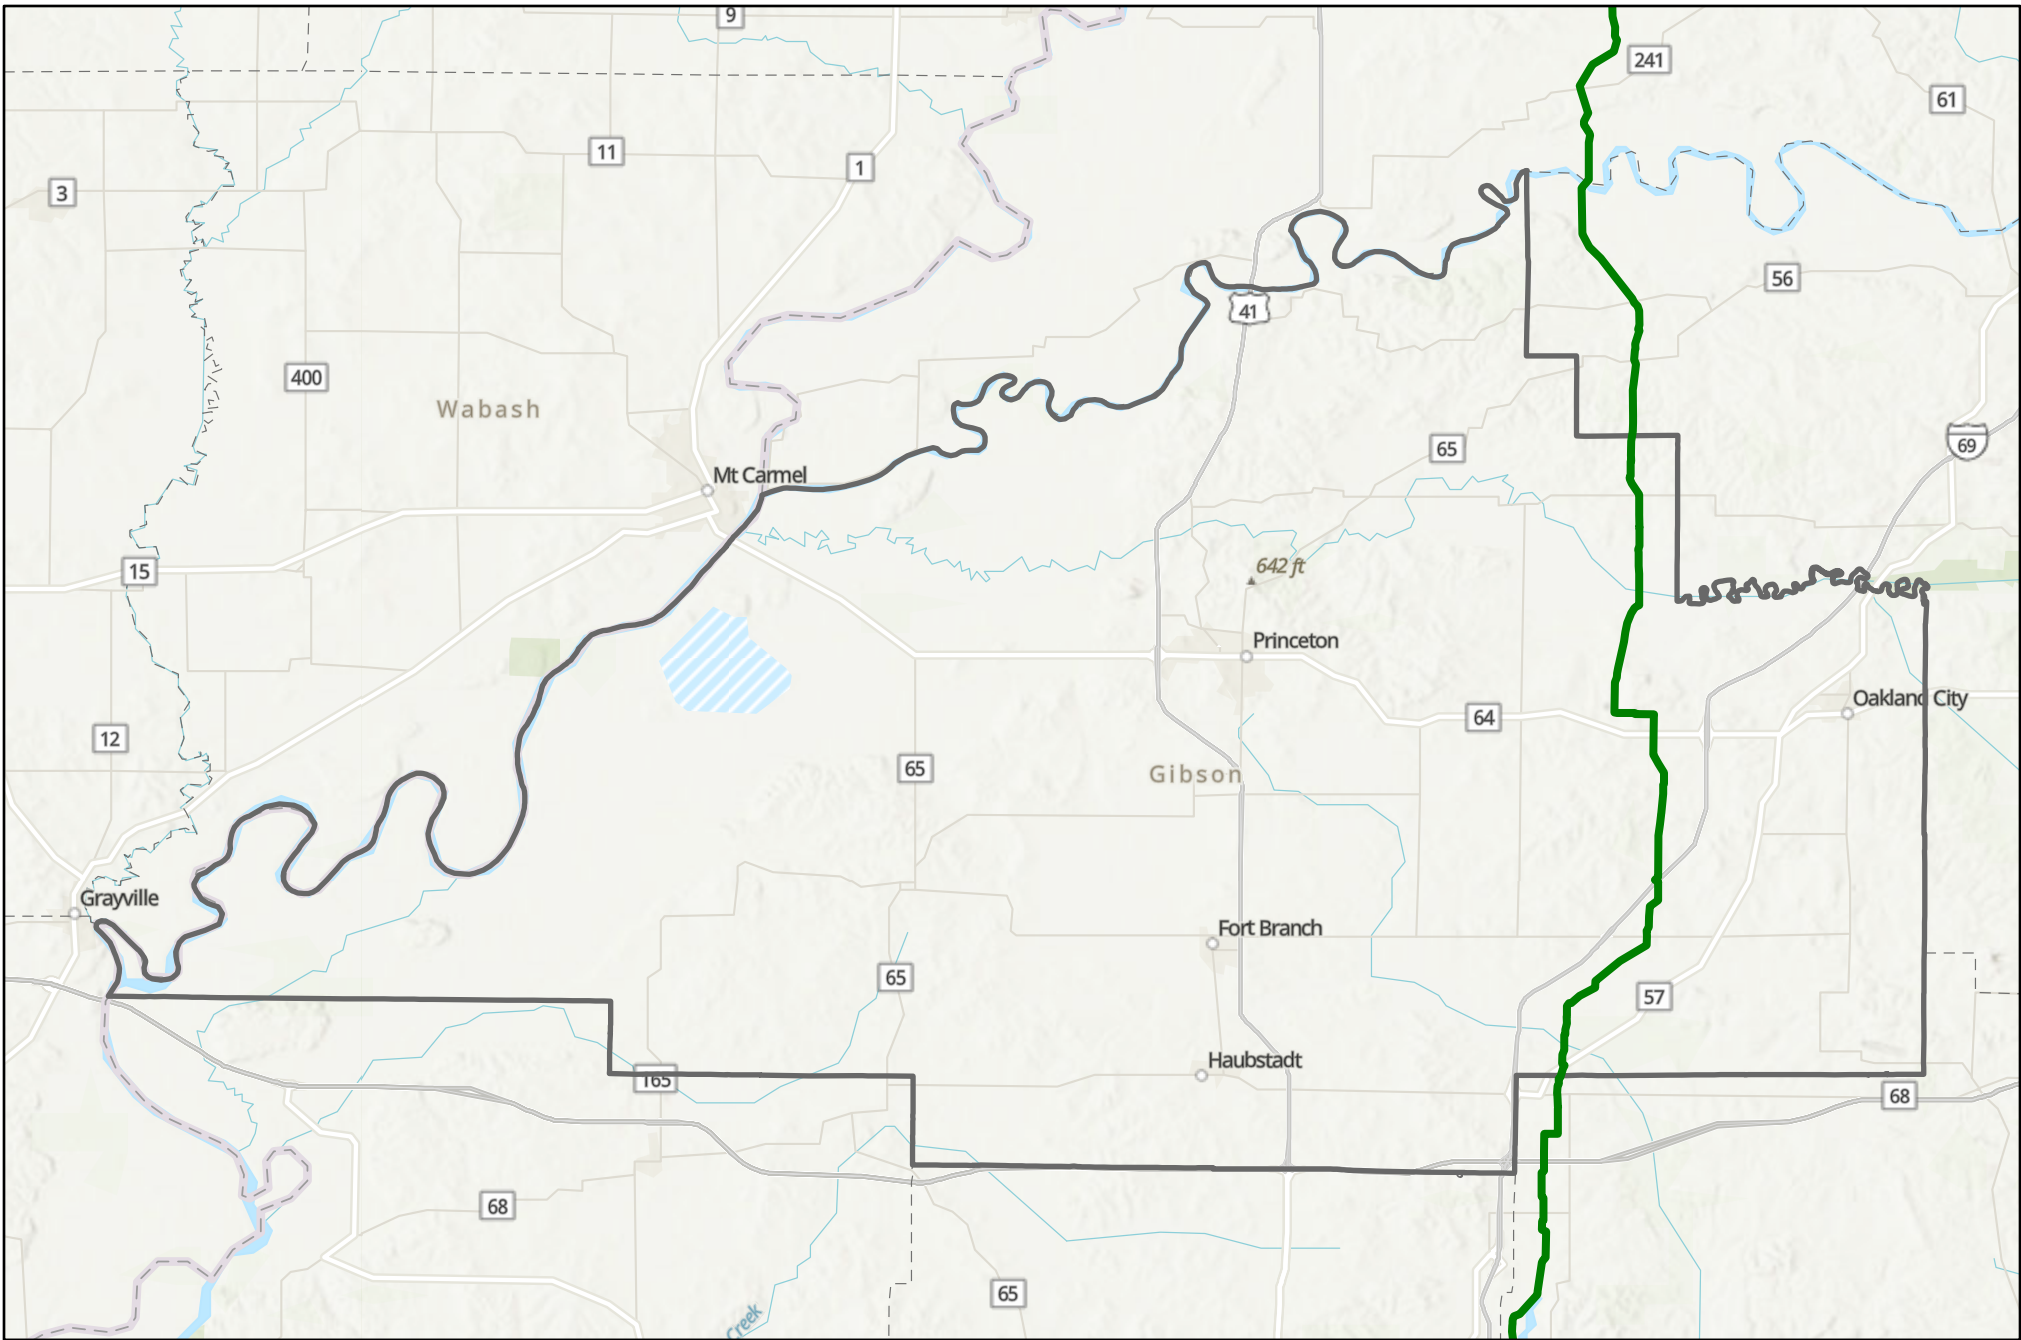 9
241
61
11
1
3
56
41
400
Wabash
65
69
Mt Carmel
15
642 ft
Princeton
Oakland City
64
12
65
Gibson
Grayville
Fort Branch
65
57
Haubstadt
165
68
68
65
Creek